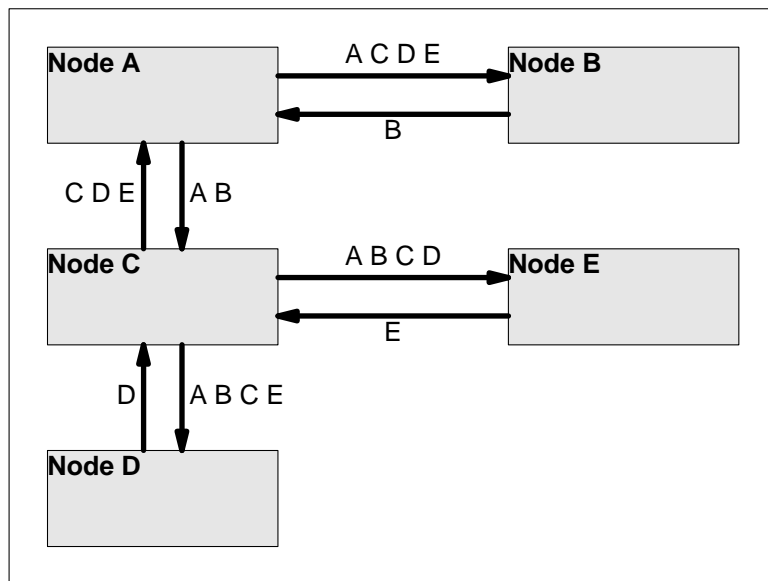 Node A
A C D E
Node B
B
C D E
A B
Node C
A B C D
Node E
E
D
A B C E
Node D